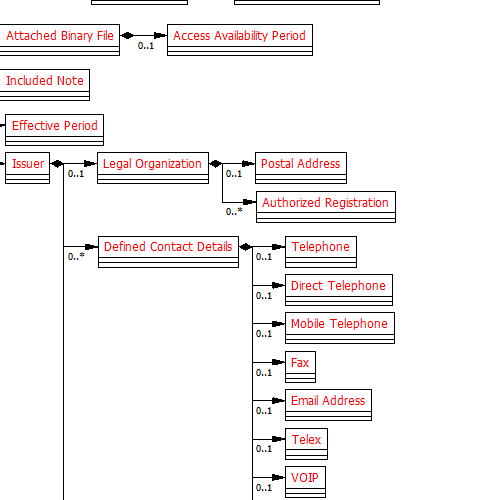 Attached Binary File
Access Availability Period
0..1
Included Note
Effective Period
Issuer
Legal Organization
Postal Address
0..1
0..1
Authorized Registration
0..*
Defined Contact Details
Telephone
0..*
0..1
Direct Telephone
0..1
Mobile Telephone
0..1
Fax
0..1
Email Address
0..1
Telex
0..1
VOIP
0..1